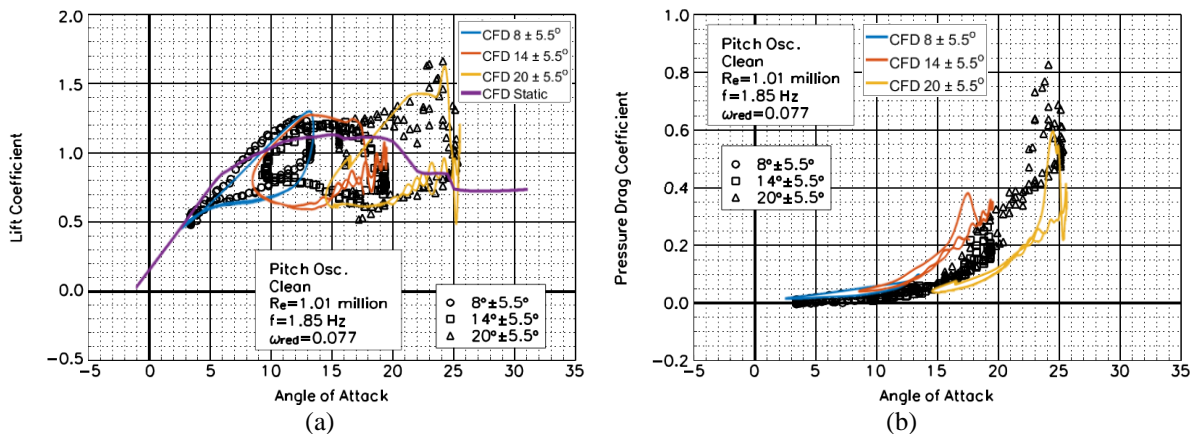 2.0
1.5
1.0
0.5
0.0
−0.5
Lift Coefficient
CFD 8 ± 5.5°
CFD 14 ± 5.5°
CFD 20 ± 5.5°
CFD Static
Pitch Osc.
Clean
Re=1.01 million
f=1.85 Hz
ωred=0.077
8°±5.5°
14°±5.5°
20°±5.5°
−5 0 5 10 15 20 25 30 35
Angle of Attack
(a)
1.0
0.8
0.6
0.4
0.2
0.0
−0.2
Pressure Drag Coefficient
Pitch Osc.
Clean
Re=1.01 million
f=1.85 Hz
ωred=0.077
CFD 8 ± 5.5°
CFD 14 ± 5.5°
CFD 20 ± 5.5°
8°±5.5°
14°±5.5°
20°±5.5°
−5 0 5 10 15 20 25 30 35
Angle of Attack
(b)